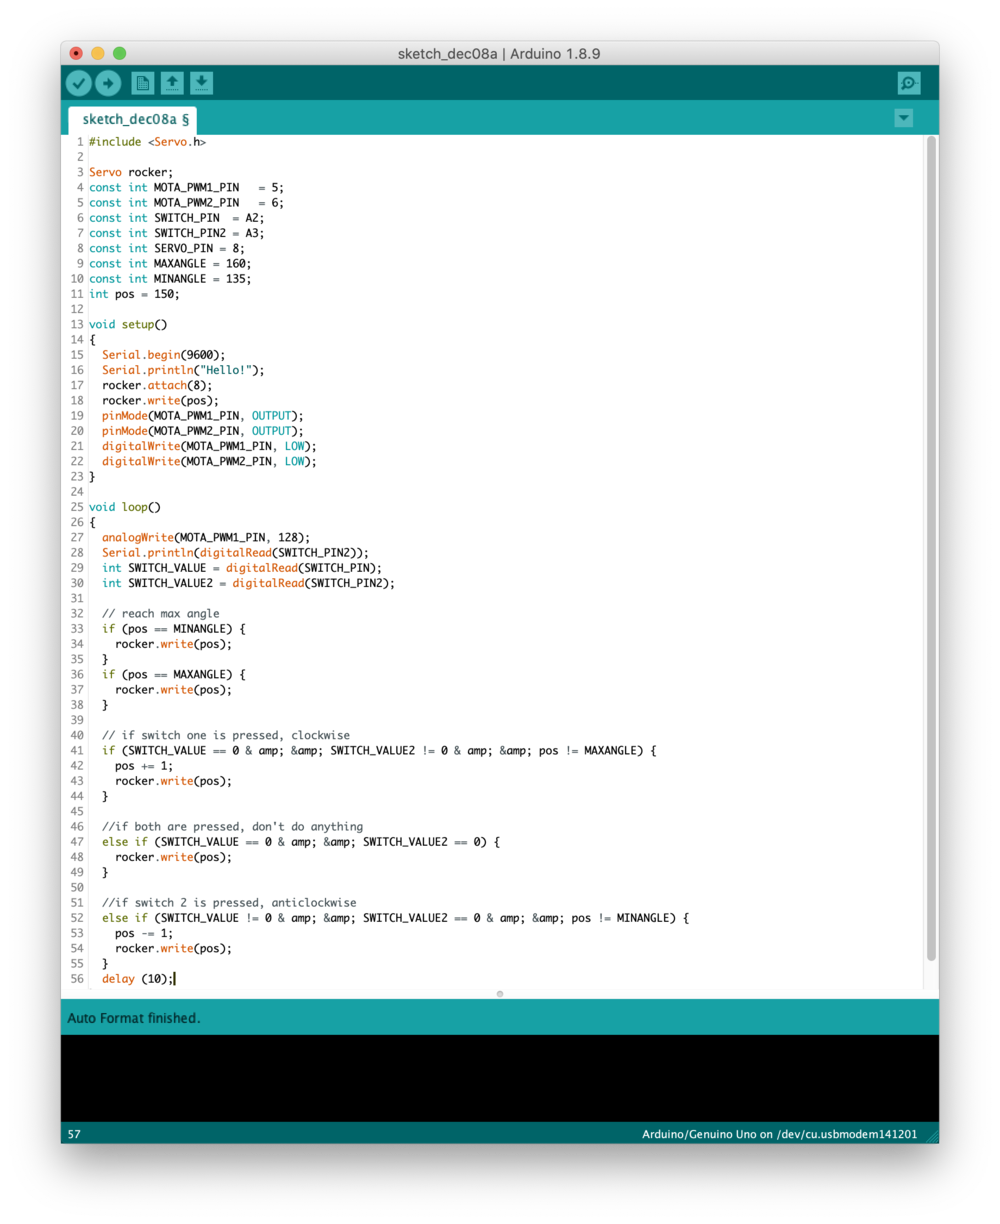 sketch_dec08a | Arduino 1.8.9
sketch_dec08a §
1 #include <Servo.h>
2
3 Servo rocker;
4 const int MOTA_PWM1_PIN   = 5;
5 const int MOTA_PWM2_PIN   = 6;
6 const int SWITCH_PIN  = A2;
7 const int SWITCH_PIN2 = A3;
8 const int SERVO_PIN = 8;
9 const int MAXANGLE = 160;
10 const int MINANGLE = 135;
11 int pos = 150;
12
13 void setup()
14 {
15   Serial.begin(9600);
16   Serial.println("Hello!");
17   rocker.attach(8);
18   rocker.write(pos);
19   pinMode(MOTA_PWM1_PIN, OUTPUT);
20   pinMode(MOTA_PWM2_PIN, OUTPUT);
21   digitalWrite(MOTA_PWM1_PIN, LOW);
22   digitalWrite(MOTA_PWM2_PIN, LOW);
23 }
24
25 void loop()
26 {
27   analogWrite(MOTA_PWM1_PIN, 128);
28   Serial.println(digitalRead(SWITCH_PIN2));
29   int SWITCH_VALUE = digitalRead(SWITCH_PIN);
30   int SWITCH_VALUE2 = digitalRead(SWITCH_PIN2);
31
32   // reach max angle
33   if (pos == MINANGLE) {
34     rocker.write(pos);
35   }
36   if (pos == MAXANGLE) {
37     rocker.write(pos);
38   }
39
40   // if switch one is pressed, clockwise
41   if (SWITCH_VALUE == 0 & amp; &amp; SWITCH_VALUE2 != 0 & amp; &amp; pos != MAXANGLE) {
42     pos += 1;
43     rocker.write(pos);
44   }
45
46   //if both are pressed, don't do anything
47   else if (SWITCH_VALUE == 0 & amp; &amp; SWITCH_VALUE2 == 0) {
48     rocker.write(pos);
49   }
50
51   //if switch 2 is pressed, anticlockwise
52   else if (SWITCH_VALUE != 0 & amp; &amp; SWITCH_VALUE2 == 0 & amp; &amp; pos != MINANGLE) {
53     pos -= 1;
54     rocker.write(pos);
55   }
56   delay (10);
Auto Format finished.
57
Arduino/Genuino Uno on /dev/cu.usbmodem141201